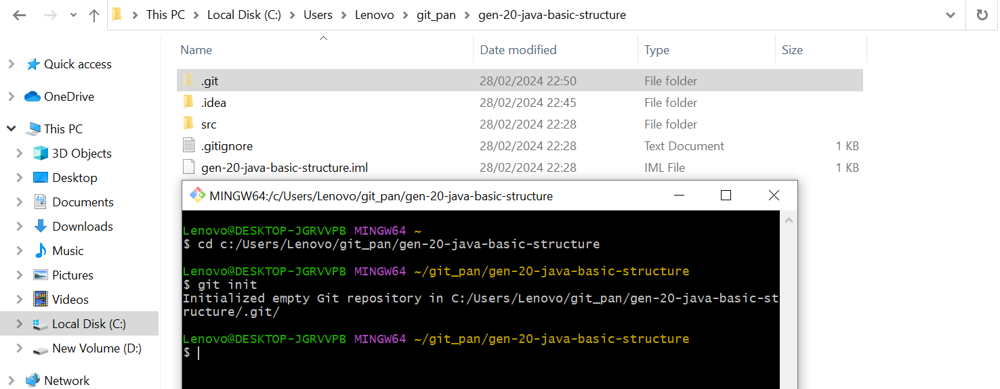 This PC > Local Disk (C:) > Users > Lenovo > git_pan > gen-20-java-basic-structure
Name Date modified Type Size
Quick access
OneDrive
This PC
3D Objects
Desktop
Documents
Downloads
Music
Pictures
Videos
Local Disk (C:)
New Volume (D:)
Network
.git 28/02/2024 22:50 File folder
.idea 28/02/2024 22:45 File folder
src 28/02/2024 22:28 File folder
.gitignore 28/02/2024 22:28 Text Document 1 KB
gen-20-java-basic-structure.iml 28/02/2024 22:28 IML File 1 KB
MINGW64:/c/Users/Lenovo/git_pan/gen-20-java-basic-structure
Lenovo@DESKTOP-JGRVVPB MINGW64 ~
$ cd c:/Users/Lenovo/git_pan/gen-20-java-basic-structure
Lenovo@DESKTOP-JGRVVPB MINGW64 ~/git_pan/gen-20-java-basic-structure
$ git init
Initialized empty Git repository in C:/Users/Lenovo/git_pan/gen-20-java-basic-st
ructure/.git/
Lenovo@DESKTOP-JGRVVPB MINGW64 ~/git_pan/gen-20-java-basic-structure
$